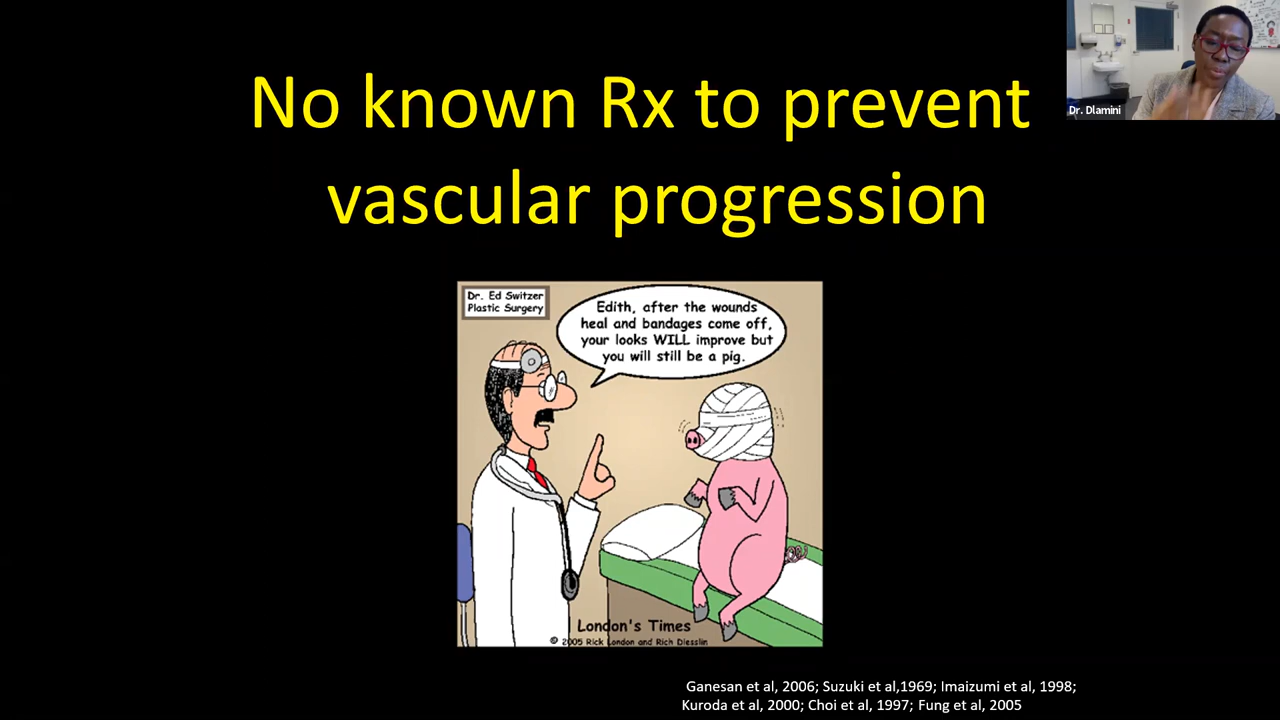 No known Rx to prevent
vascular progression
Dr. Dlamini
Dr. Ed Switzer
Plastic Surgery
Edith, after the wounds
heal and bandages come off,
your looks WILL improve but
you will still be a pig.
London's Times
© 2005 Rick London and Rich Diesslin
Ganesan et al, 2006; Suzuki et al,1969; Imaizumi et al, 1998;
Kuroda et al, 2000; Choi et al, 1997; Fung et al, 2005